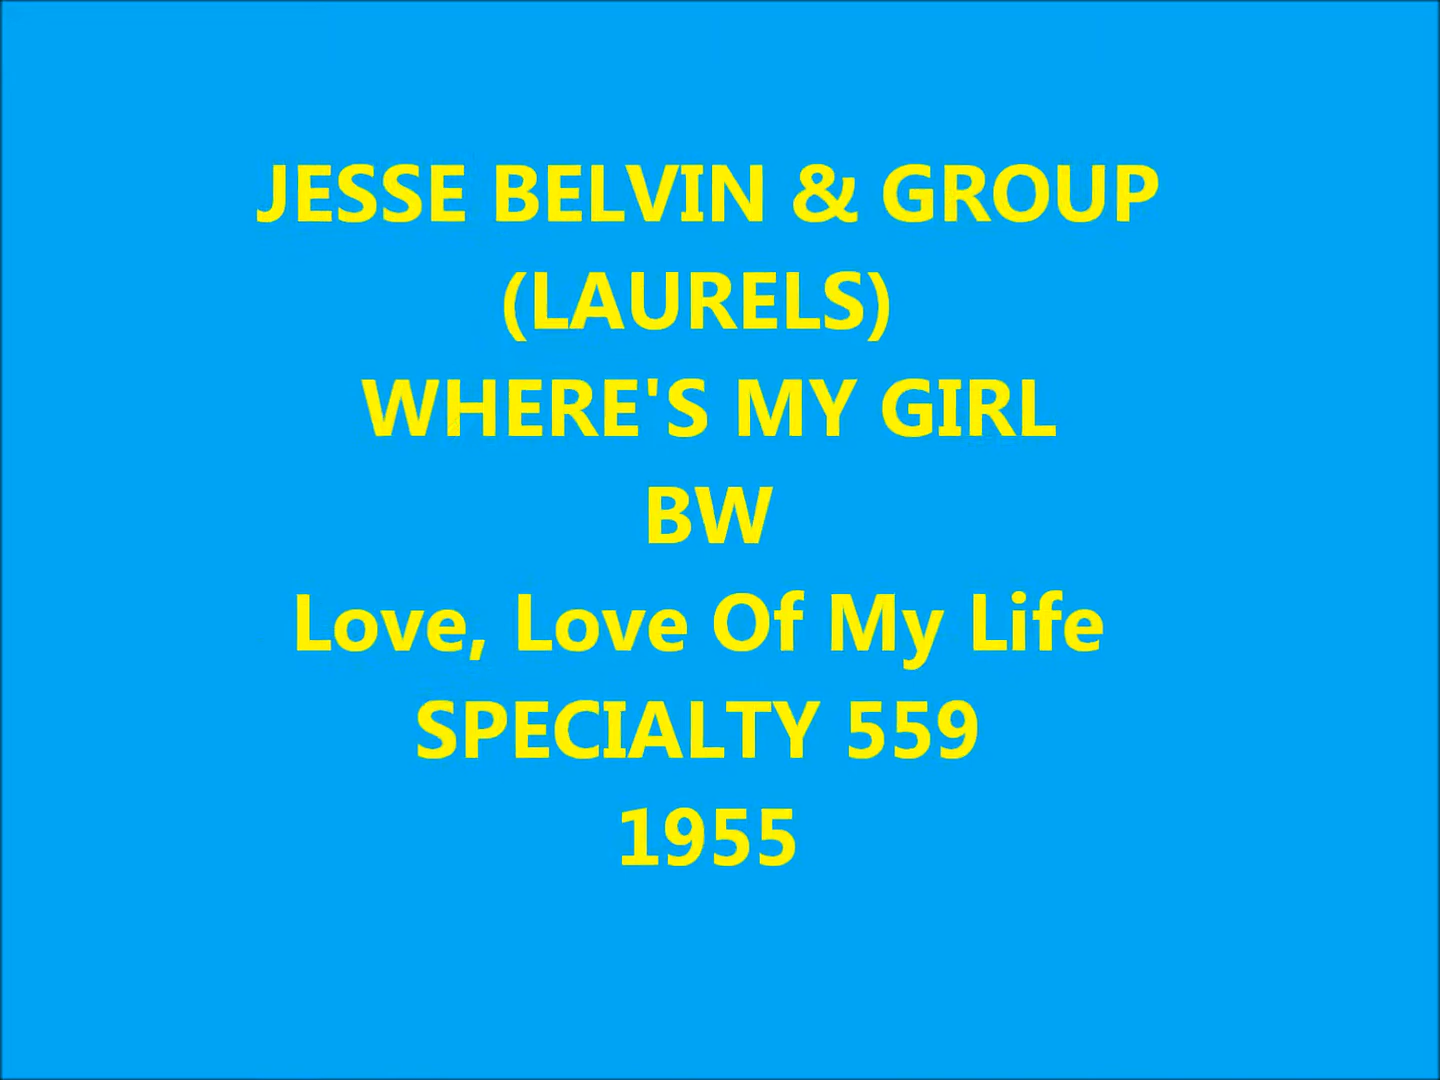 JESSE BELVIN & GROUP
(LAURELS)
WHERE'S MY GIRL
BW
Love, Love Of My Life
SPECIALTY 559
1955